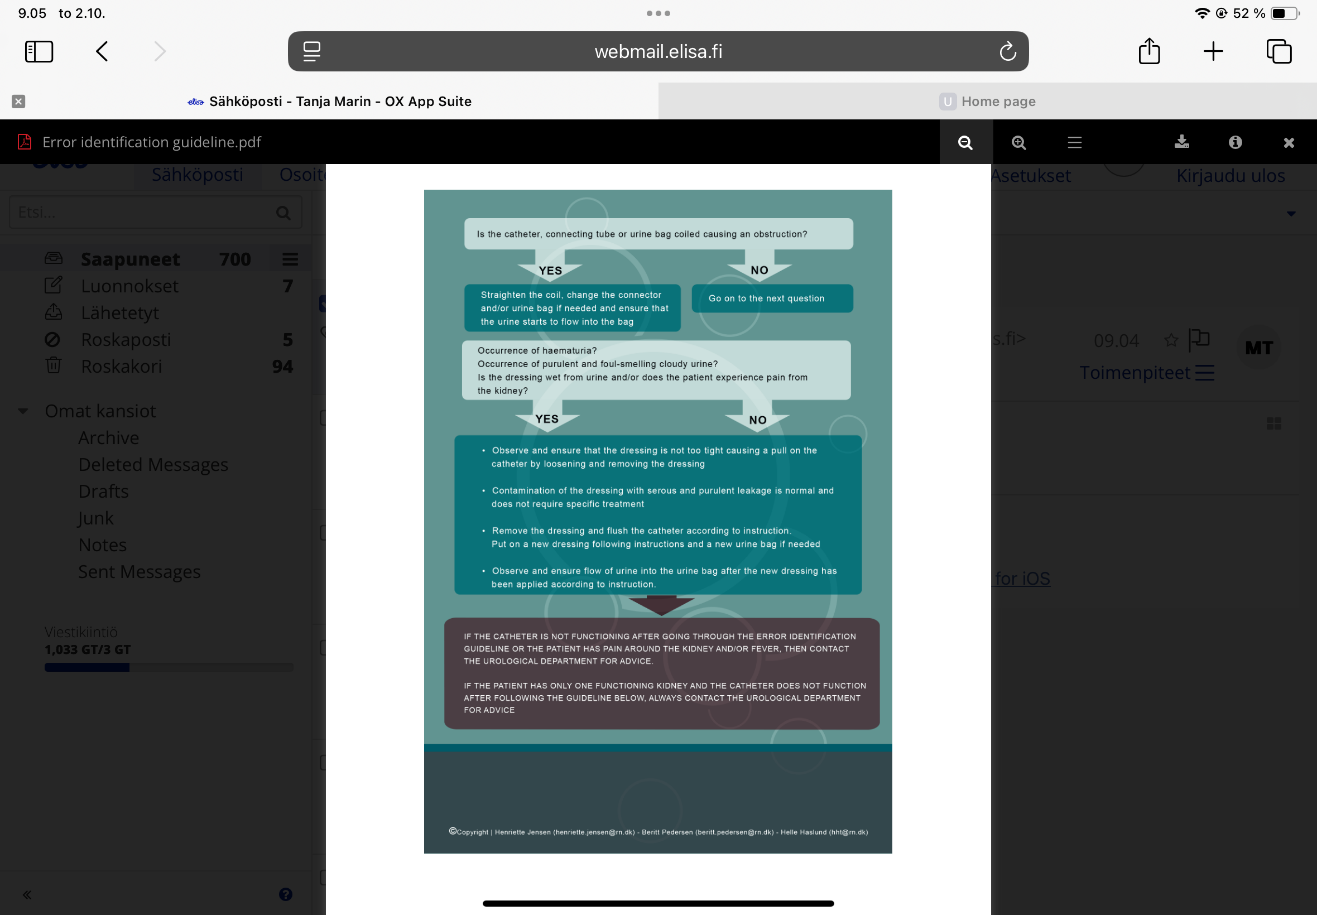 9.05 to 2.10.
52 %
webmail.elisa.fi
elisa Sähköposti - Tanja Marin - OX App Suite
U Home page
Error identification guideline.pdf
Sähköposti
Asetukset
Kirjaudu ulos
Etsi...
Saapuneet 700
Luonnokset 7
Lähetetyt
Roskaposti 5
Roskakori 94
Omat kansiot
Archive
Deleted Messages
Drafts
Junk
Notes
Sent Messages
Viestikiintiö
1,033 GT/3 GT
Is the catheter, connecting tube or urine bag coiled causing an obstruction?
YES
NO
Straighten the coil, change the connector
and/or urine bag if needed and ensure that
the urine starts to flow into the bag
Go on to the next question
Occurrence of haematuria?
Occurrence of purulent and foul-smelling cloudy urine?
Is the dressing wet from urine and/or does the patient experience pain from
the kidney?
YES
NO
• Observe and ensure that the dressing is not too tight causing a pull on the
catheter by loosening and removing the dressing
• Contamination of the dressing with serous and purulent leakage is normal and
does not require specific treatment
• Remove the dressing and flush the catheter according to instruction.
Put on a new dressing following instructions and a new urine bag if needed
• Observe and ensure flow of urine into the urine bag after the new dressing has
been applied according to instruction.
IF THE CATHETER IS NOT FUNCTIONING AFTER GOING THROUGH THE ERROR IDENTIFICATION
GUIDELINE OR THE PATIENT HAS PAIN AROUND THE KIDNEY AND/OR FEVER, THEN CONTACT
THE UROLOGICAL DEPARTMENT FOR ADVICE.
IF THE PATIENT HAS ONLY ONE FUNCTIONING KIDNEY AND THE CATHETER DOES NOT FUNCTION
AFTER FOLLOWING THE GUIDELINE BELOW, ALWAYS CONTACT THE UROLOGICAL DEPARTMENT
FOR ADVICE
©Copyright | Henriette Jensen (henriette.jensen@rn.dk) - Beritt Pedersen (beritt.pedersen@rn.dk) - Helle Haslund (hht@rn.dk)
s.fi>
09.04
MT
Toimenpiteet
for iOS